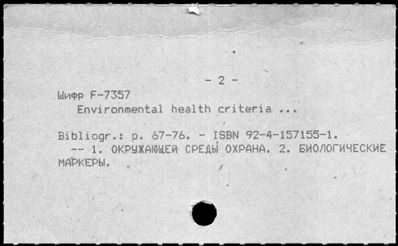 - 2 -
Шифр F-7357
Environmental health criteria ...
Bibliogr.: p. 67-76. - ISBN 92-4-157155-1.
-- 1. ОКРУЖАЮЩЕЙ СРЕДЫ ОХРАНА. 2. БИОЛОГИЧЕСКИЕ
МАРКЕРЫ.